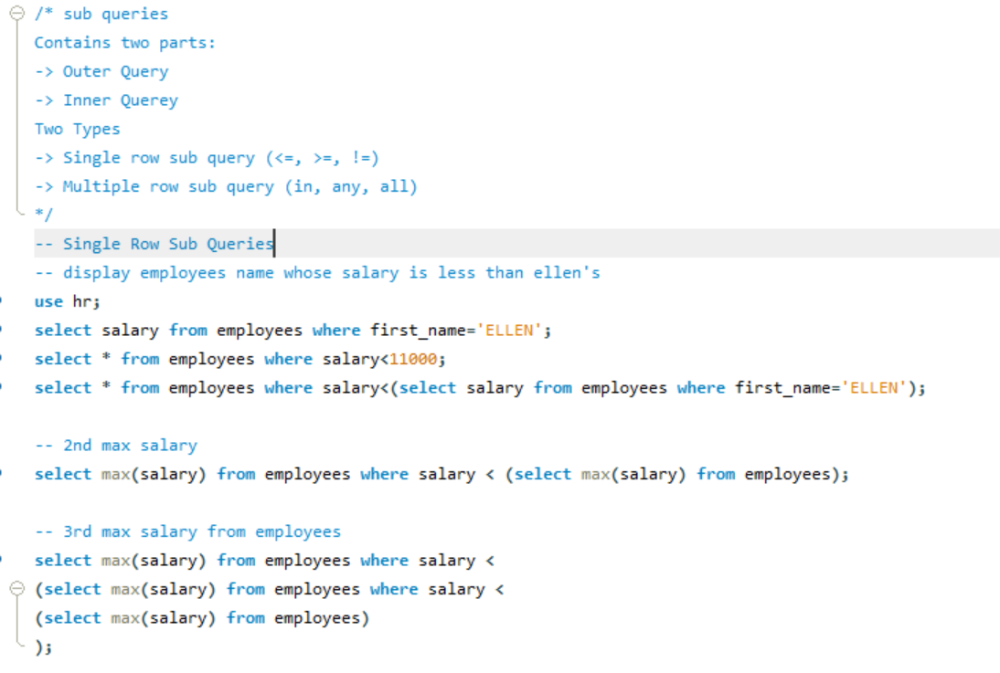 /* sub queries
Contains two parts:
-> Outer Query
-> Inner Querey
Two Types
-> Single row sub query (<=, >=, !=)
-> Multiple row sub query (in, any, all)
*/
-- Single Row Sub Queries
-- display employees name whose salary is less than ellen's
use hr;
select salary from employees where first_name='ELLEN';
select * from employees where salary<11000;
select * from employees where salary<(select salary from employees where first_name='ELLEN');
-- 2nd max salary
select max(salary) from employees where salary < (select max(salary) from employees);
-- 3rd max salary from employees
select max(salary) from employees where salary <
(select max(salary) from employees where salary <
(select max(salary) from employees)
);